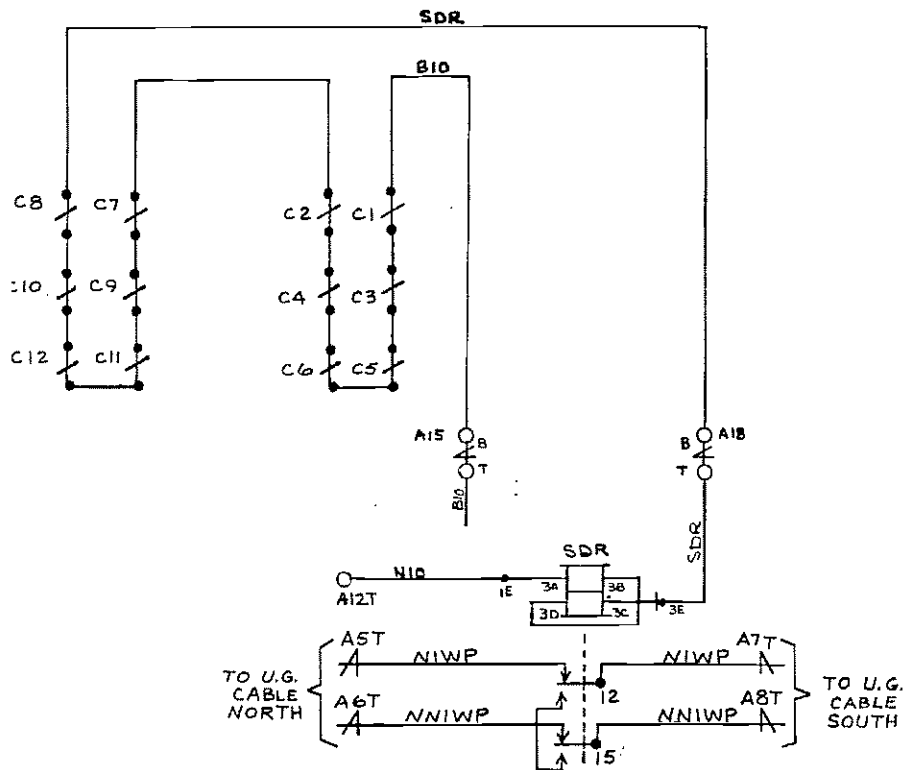 SDR
B10
C8 C7 C2 C1
C10 C9 C4 C3
C12 C11 C6 C5
A15 B
T
B10
A18
B
T
SDR
SDR
N10
A12T
1E
3A 3B
3D 3C
3E
A5T N1WP N1WP A7T
12
A6T NN1WP NN1WP A8T
15
TO U.G.
CABLE
NORTH
TO U.G.
CABLE
SOUTH